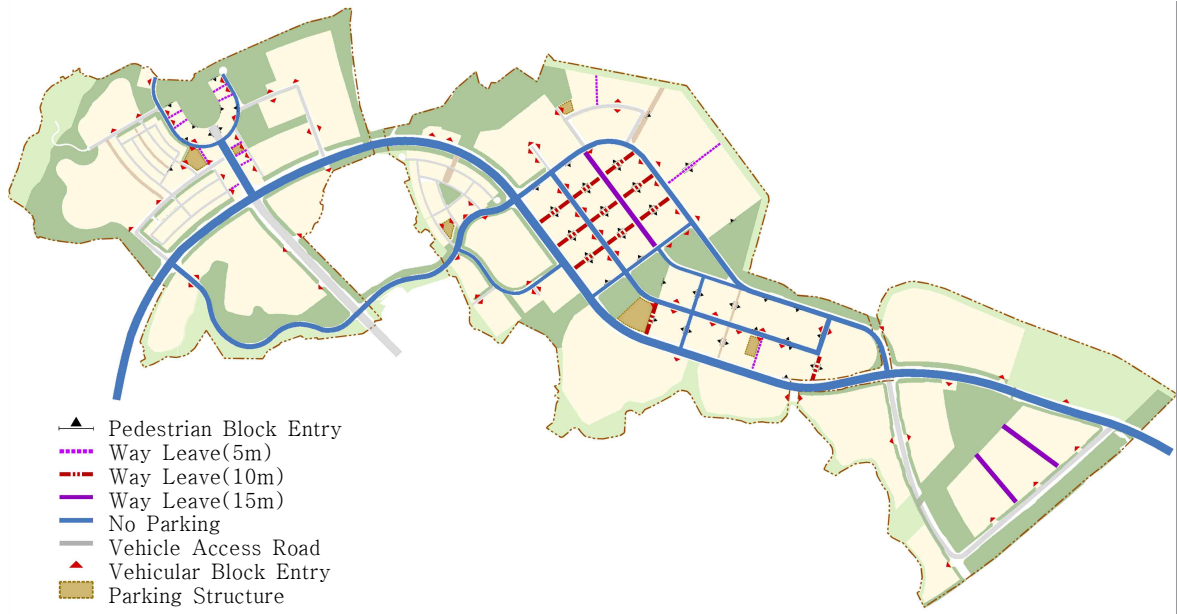 Pedestrian Block Entry
Way Leave(5m)
Way Leave(10m)
Way Leave(15m)
No Parking
Vehicle Access Road
Vehicular Block Entry
Parking Structure